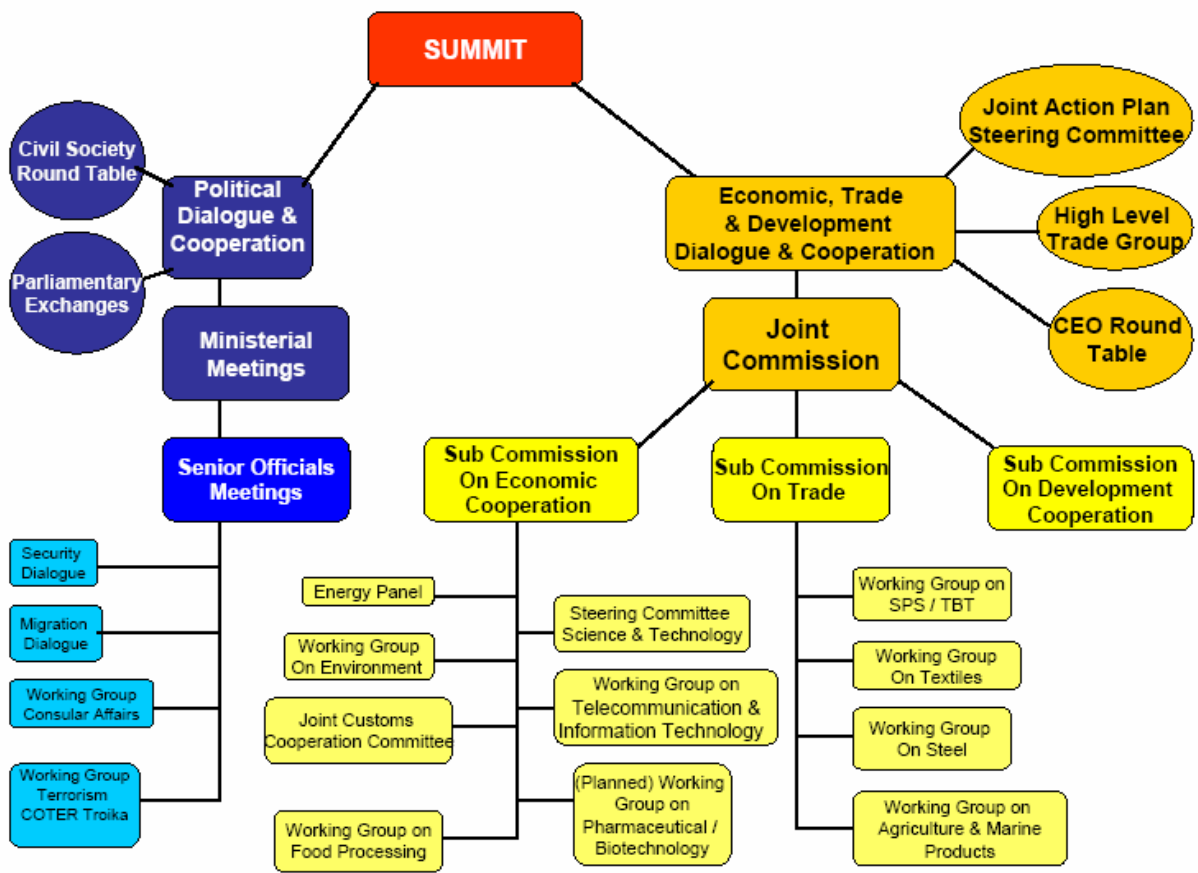 SUMMIT
Civil Society
Round Table
Parliamentary
Exchanges
Political
Dialogue &
Cooperation
Ministerial
Meetings
Senior Officials
Meetings
Security
Dialogue
Migration
Dialogue
Working Group
Consular Affairs
Working Group
Terrorism
COTER Troika
Joint Action Plan
Steering Committee
Economic, Trade
& Development
Dialogue & Cooperation
High Level
Trade Group
CEO Round
Table
Joint
Commission
Sub Commission
On Economic
Cooperation
Energy Panel
Working Group
On Environment
Joint Customs
Cooperation Committee
Working Group on
Food Processing
Steering Committee
Science & Technology
Working Group on
Telecommunication &
Information Technology
(Planned) Working
Group on
Pharmaceutical /
Biotechnology
Sub Commission
On Trade
Working Group on
SPS / TBT
Working Group
On Textiles
Working Group
On Steel
Working Group on
Agriculture & Marine
Products
Sub Commission
On Development
Cooperation